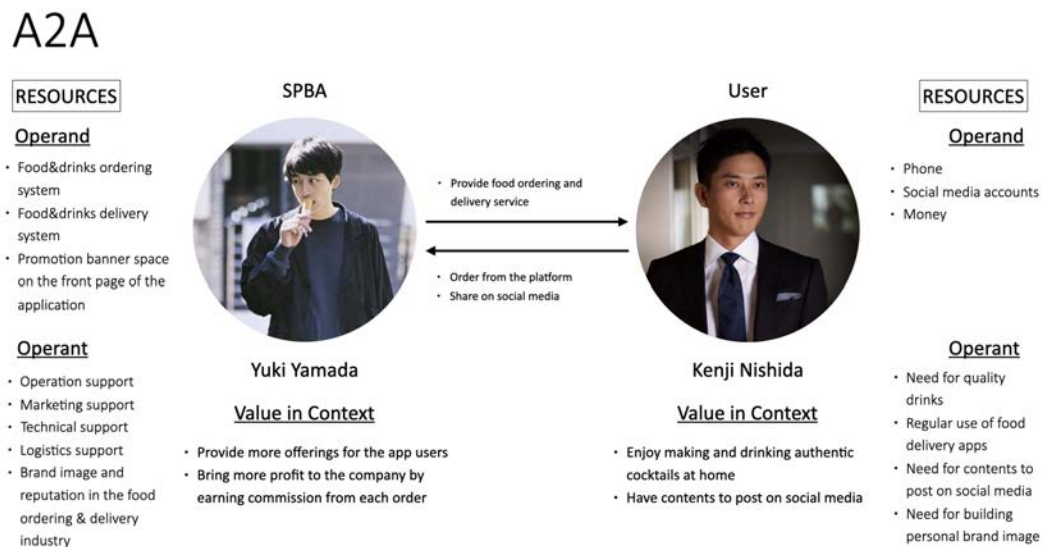 A2A
RESOURCES
Operand
· Food&drinks ordering
system
· Food&drinks delivery
system
· Promotion banner space
on the front page of the
application
Operant
· Operation support
· Marketing support
· Technical support
· Logistics support
· Brand image and
reputation in the food
ordering & delivery
industry
SPBA
Yuki Yamada
Value in Context
· Provide more offerings for the app users
· Bring more profit to the company by
earning commission from each order
· Provide food ordering and
delivery service
· Order from the platform
· Share on social media
User
Kenji Nishida
Value in Context
· Enjoy making and drinking authentic
cocktails at home
· Have contents to post on social media
RESOURCES
Operand
· Phone
· Social media accounts
· Money
Operant
· Need for quality
drinks
· Regular use of food
delivery apps
· Need for contents to
post on social media
· Need for building
personal brand image